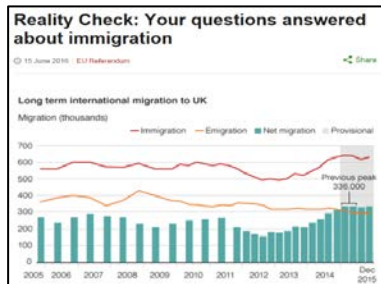 Reality Check: Your questions answered
about immigration
15 June 2016 EU Referendum
Share
Long term international migration to UK
Migration (thousands)
Immigration Emigration Net migration Provisional
700
600
500
400
300
200
100
0
Previous peak
336,000
2005 2006 2007 2008 2009 2010 2011 2012 2013 2014 Dec
2015